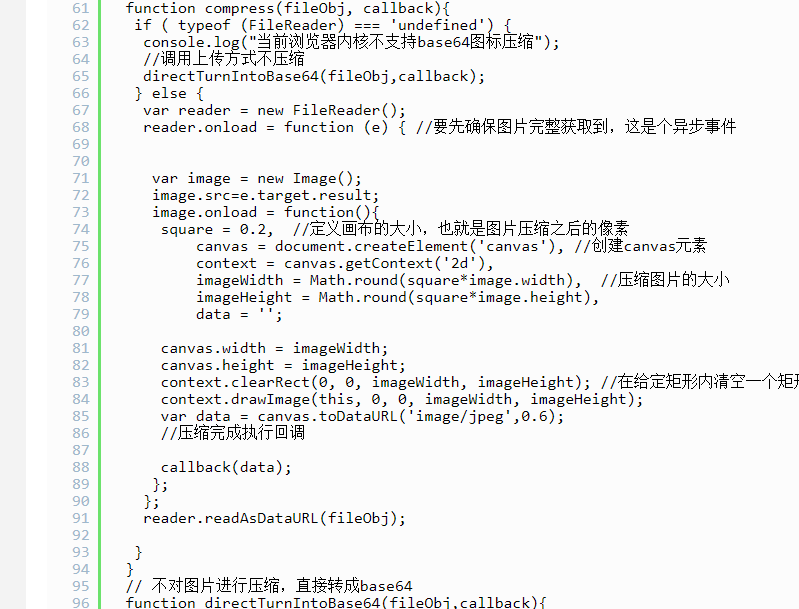 61 function compress(fileObj, callback){
62 if ( typeof (FileReader) === 'undefined') {
63 console.log("当前浏览器内核不支持base64图标压缩");
64 //调用上传方式不压缩
65 directTurnIntoBase64(fileObj,callback);
66 } else {
67 var reader = new FileReader();
68 reader.onload = function (e) { //要先确保图片完整获取到，这是个异步事件
69
70
71 var image = new Image();
72 image.src=e.target.result;
73 image.onload = function(){
74 square = 0.2, //定义画布的大小，也就是图片压缩之后的像素
75 canvas = document.createElement('canvas'), //创建canvas元素
76 context = canvas.getContext('2d'),
77 imageWidth = Math.round(square*image.width), //压缩图片的大小
78 imageHeight = Math.round(square*image.height),
79 data = '';
80
81 canvas.width = imageWidth;
82 canvas.height = imageHeight;
83 context.clearRect(0, 0, imageWidth, imageHeight); //在给定矩形内清空一个矩形
84 context.drawImage(this, 0, 0, imageWidth, imageHeight);
85 var data = canvas.toDataURL('image/jpeg',0.6);
86 //压缩完成执行回调
87
88 callback(data);
89 };
90 };
91 reader.readAsDataURL(fileObj);
92
93 }
94 }
95 // 不对图片进行压缩，直接转成base64
96 function directTurnIntoBase64(fileObj,callback){